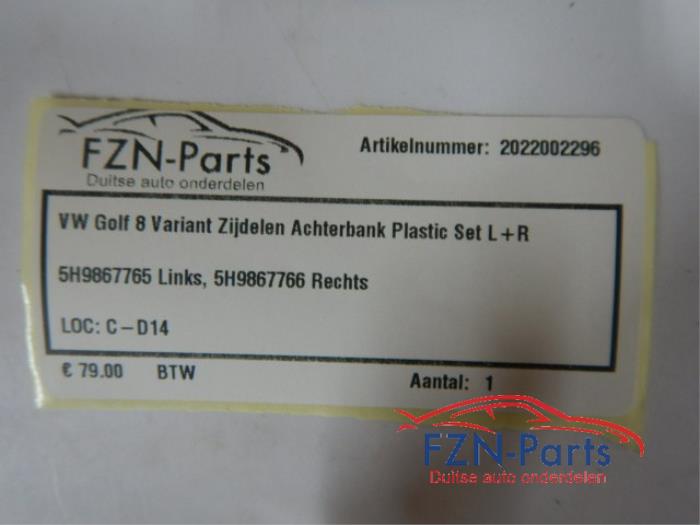 FZN-Parts
Duitse auto onderdelen
Artikelnummer: 2022002296
VW Golf 8 Variant Zijdelen Achterbank Plastic Set L+R
5H9867765 Links, 5H9867766 Rechts
LOC: C-D14
€ 79.00 BTW
Aantal: 1
FZN-Parts
Duitse auto onderdelen